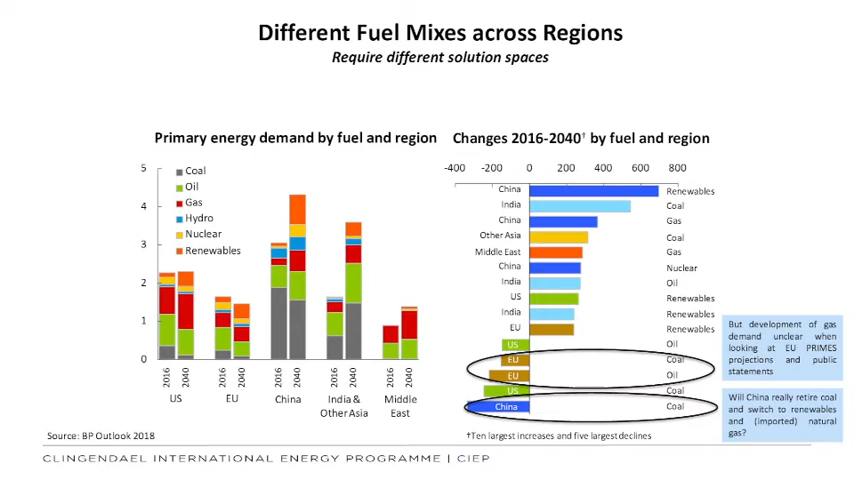 Different Fuel Mixes across Regions
Require different solution spaces
Primary energy demand by fuel and region
5
4
3
2
1
0
Coal
Oil
Gas
Hydro
Nuclear
Renewables
2016 2040 2016 2040 2016 2040 2016 2040 2016 2040
US EU China India & Middle
Other Asia East
Source: BP Outlook 2018
Changes 2016-2040† by fuel and region
-400 -200 0 200 400 600 800
China Renewables
India Coal
China Gas
Other Asia Coal
Middle East Gas
China Nuclear
India Oil
US Renewables
India Renewables
EU Renewables
US Oil
EU Coal
EU Oil
US Coal
China Coal
†Ten largest increases and five largest declines
But development of gas
demand unclear when
looking at EU PRIMES
projections and public
statements
Will China really retire coal
and switch to renewables
and (imported) natural
gas?
CLINGENDAEL INTERNATIONAL ENERGY PROGRAMME | CIEP